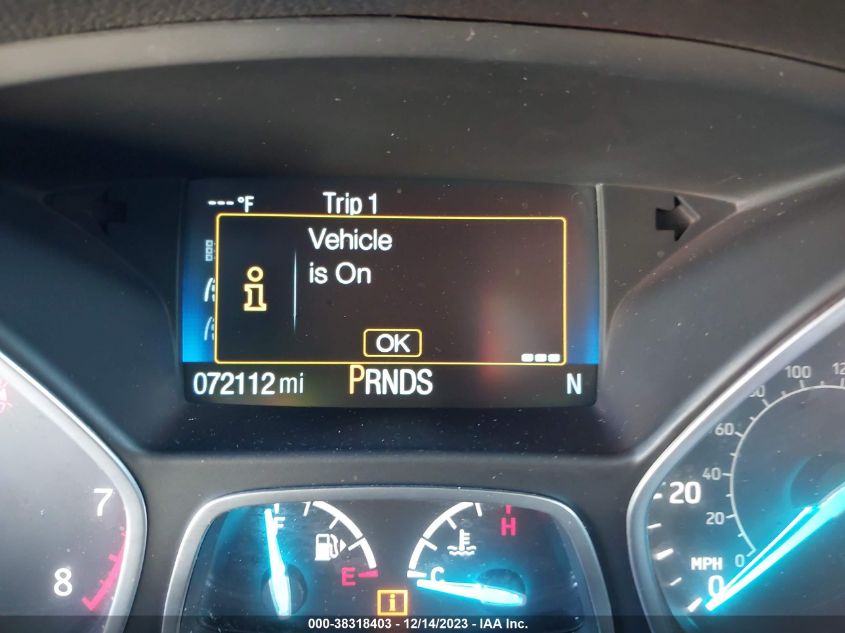 ---°F Trip 1
Vehicle
is On
i
OK
072112 mi PRNDS N
7
8
F
E
H
C
i
100
80
60
40
20
0
20
MPH
0
000-38318403 - 12/14/2023 - IAA Inc.